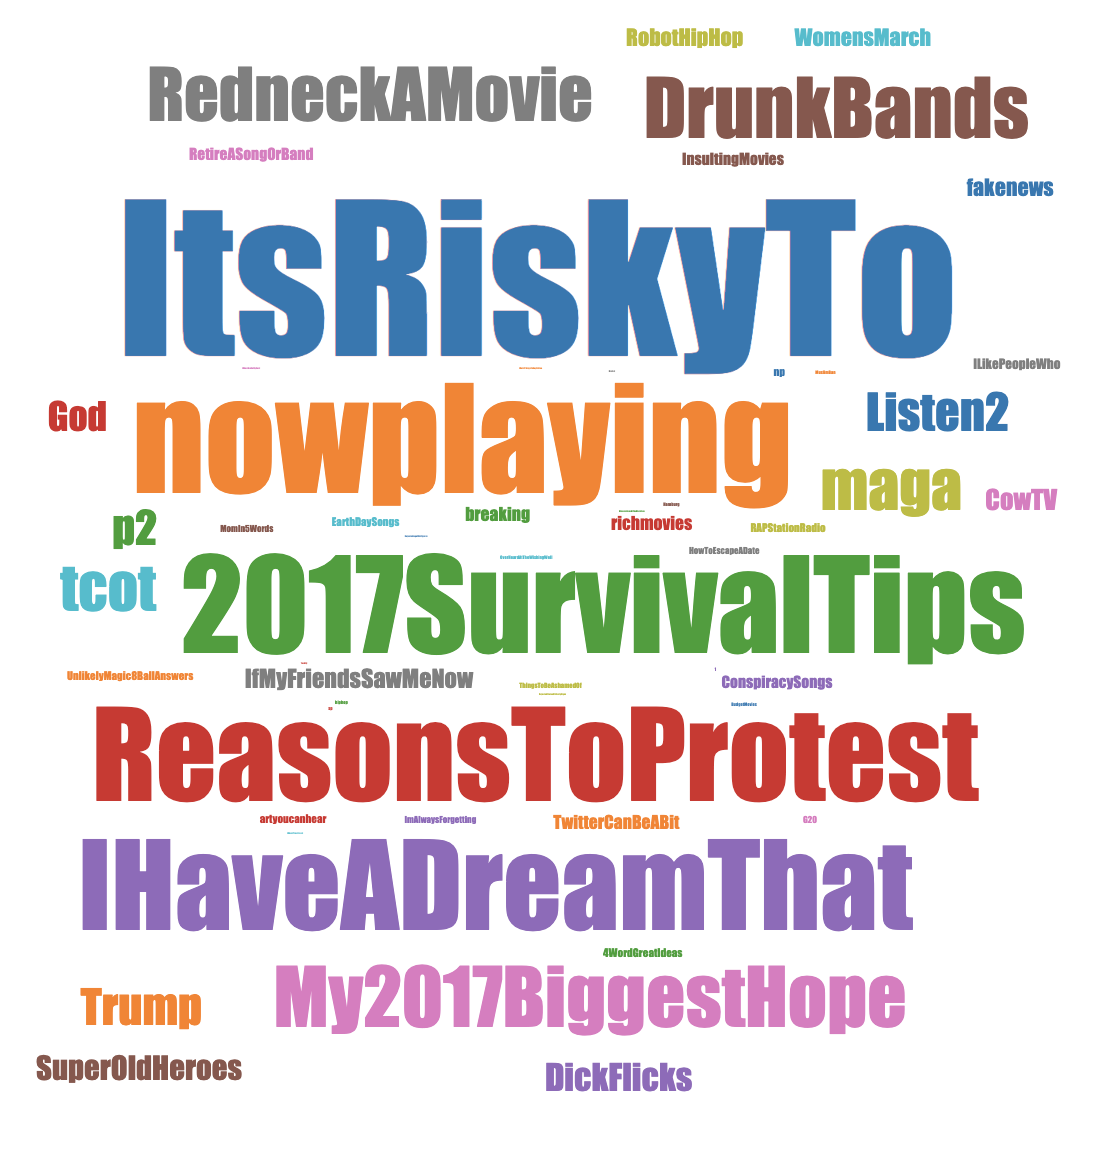 RobotHipHop WomensMarch
RedneckAMovie DrunkBands
RetireASongOrBand InsultingMovies
fakenews
ItsRiskyTo
ILikePeopleWho
np
God nowplaying Listen2
maga CowTV
p2 MomIn5Words EarthDaySongs breaking richmovies RAPStationRadio
HowToEscapeADate
tcot 2017SurvivalTips
UnlikelyMagic8BallAnswers IfMyFriendsSawMeNow ThingsToBeAshamedOf ConspiracySongs
hiphop
ReasonsToProtest
artyoucanhear ImAlwaysForgetting TwitterCanBeABit G20
IHaveADreamThat
4WordGreatIdeas
Trump My2017BiggestHope
SuperOldHeroes DickFlicks